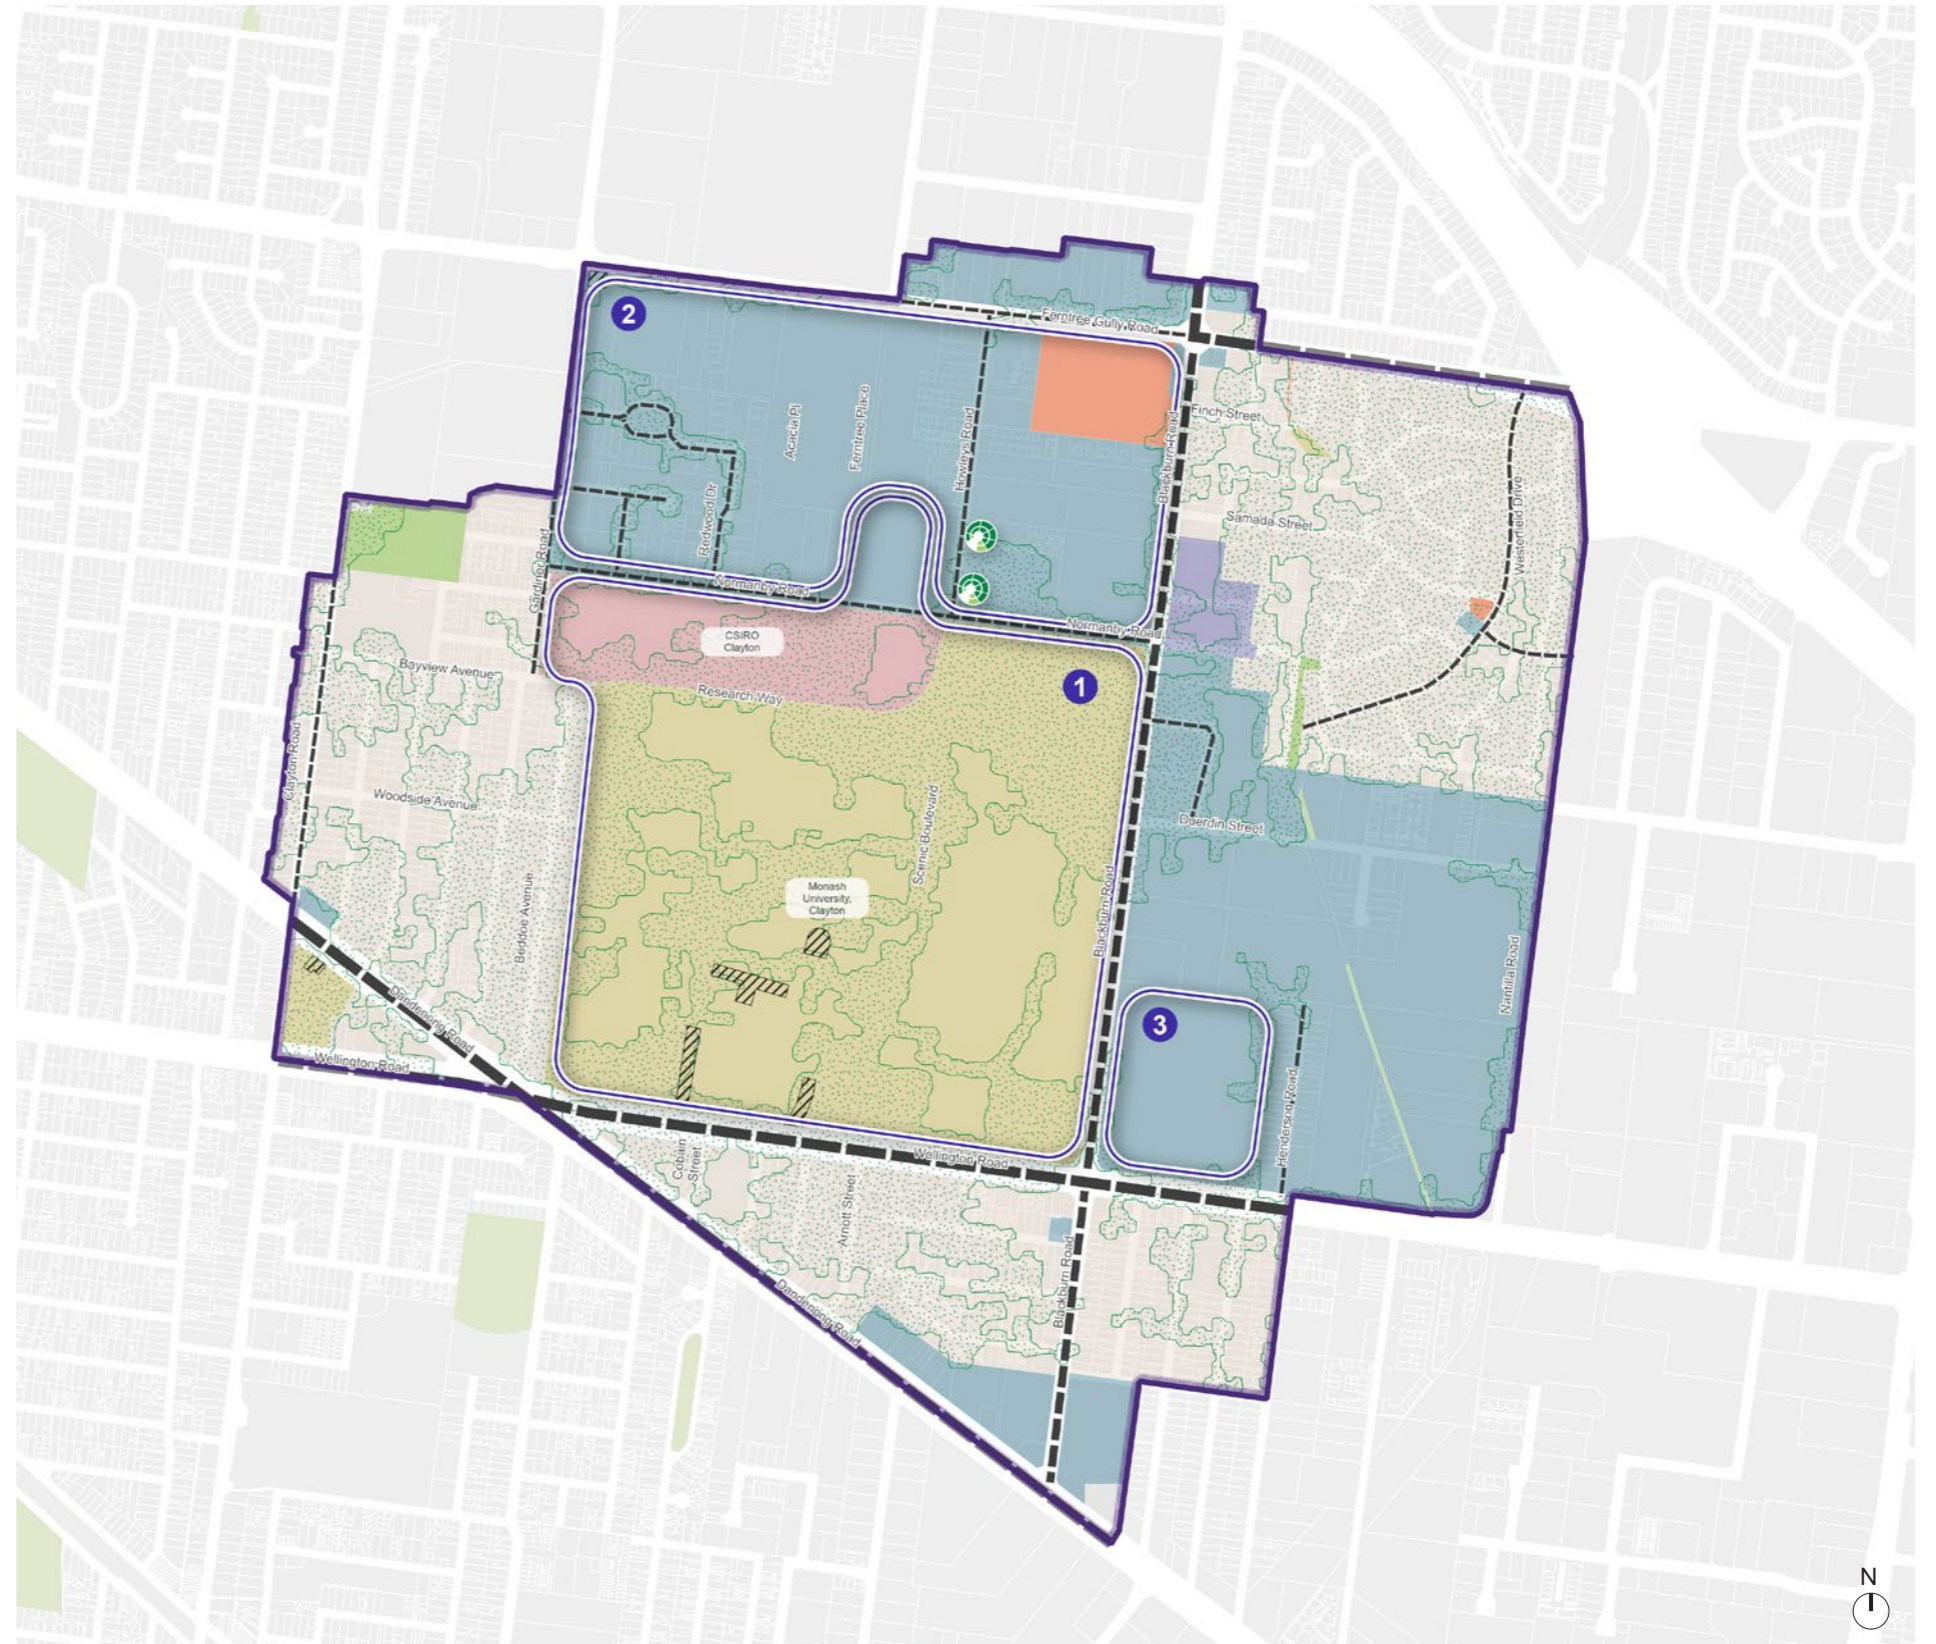 2
Ferntree Gully Road
Finch Street
Acacia Pl
Ferntree Place
Howleys Road
Blackburn Road
Redwood Dr
Samada Street
Westerfield Drive
Gardiner Road
Normanby Road
Normanby Road
CSIRO
Clayton
Bayview Avenue
Research Way
1
Clayton Road
Woodside Avenue
Scenic Boulevard
Duerdin Street
Monash
University,
Clayton
Beddoe Avenue
Blackburn Road
Nantilla Road
Dandenong Road
3
Wellington Road
Henderson Road
Cobain
Street
Wellington Road
Arnott Street
Blackburn Road
Dandenong Road
N